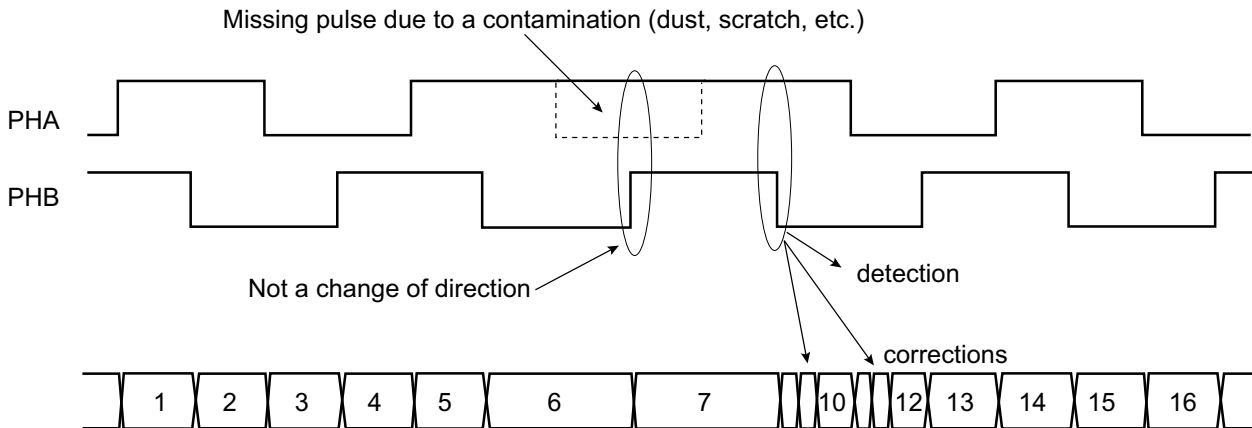 Missing pulse due to a contamination (dust, scratch, etc.)
PHA
PHB
Not a change of direction
detection
corrections
1 2 3 4 5 6 7 10 12 13 14 15 16